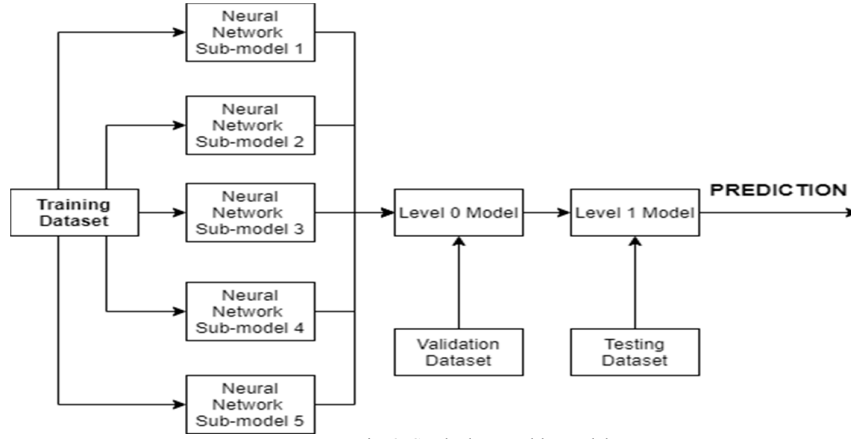 Neural
Network
Sub-model 1
Neural
Network
Sub-model 2
Training
Dataset
Neural
Network
Sub-model 3
Level 0 Model
Level 1 Model
PREDICTION
Neural
Network
Sub-model 4
Validation
Dataset
Testing
Dataset
Neural
Network
Sub-model 5